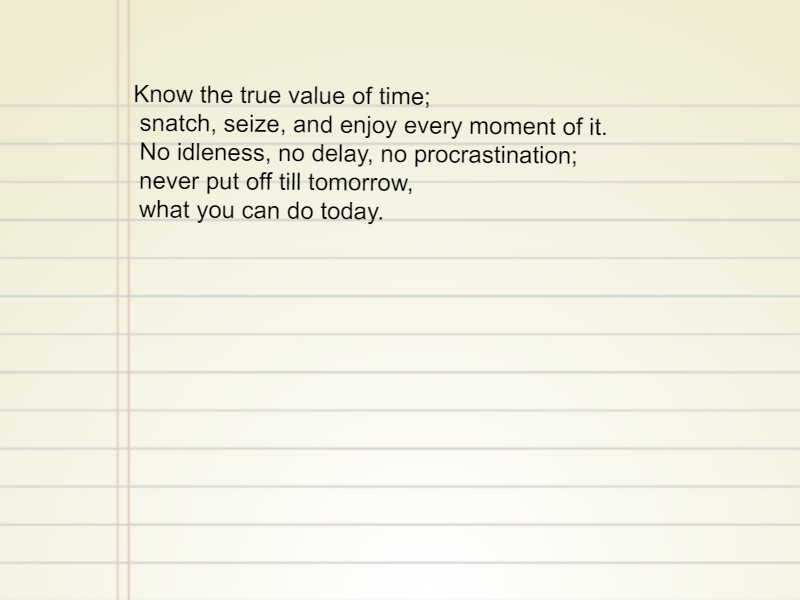 Know the true value of time;
snatch, seize, and enjoy every moment of it.
No idleness, no delay, no procrastination;
never put off till tomorrow,
what you can do today.